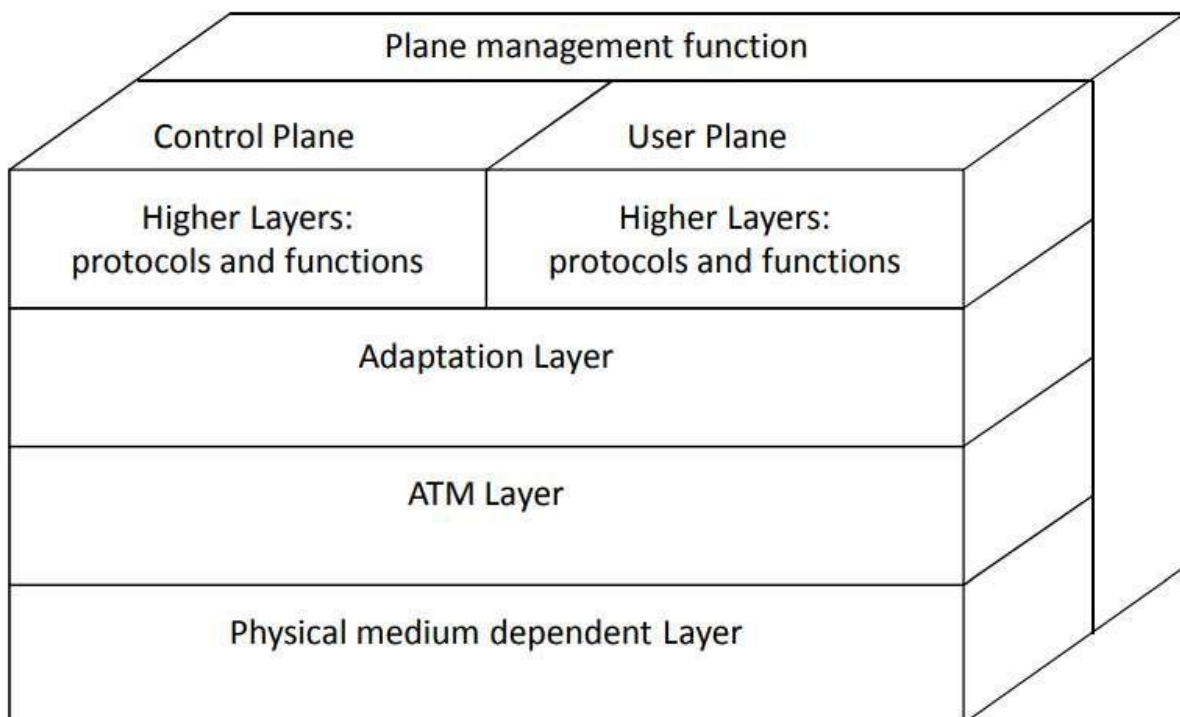 Plane management function
Control Plane
User Plane
Higher Layers:
protocols and functions
Higher Layers:
protocols and functions
Adaptation Layer
ATM Layer
Physical medium dependent Layer